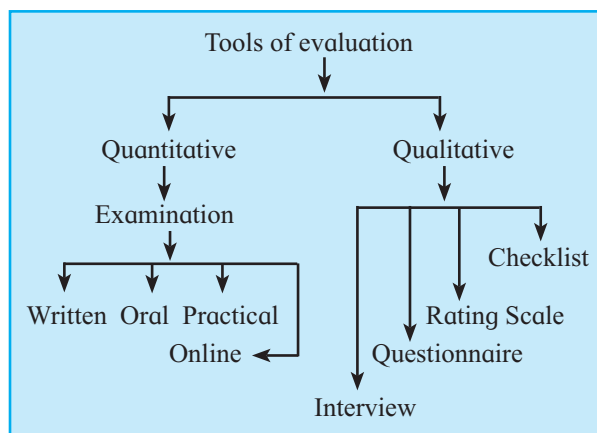 Tools of evaluation
Quantitative
Qualitative
Examination
Checklist
Written Oral Practical
Rating Scale
Online
Questionnaire
Interview